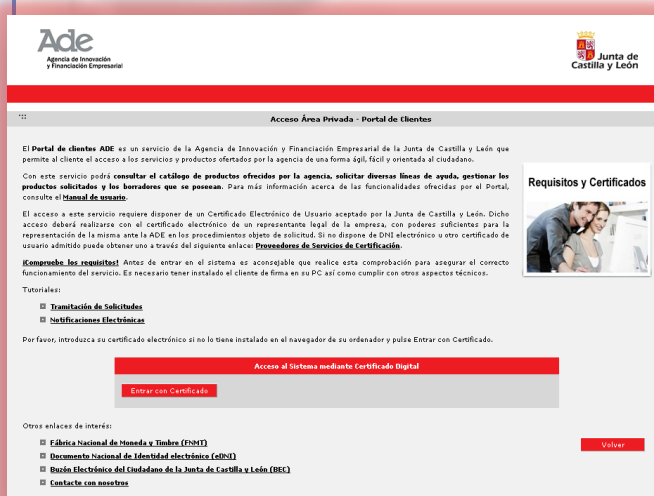 Ade
Agencia de Innovación
y Financiación Empresarial
Junta de
Castilla y León
Acceso Área Privada - Portal de Clientes
El Portal de clientes ADE es un servicio de la Agencia de Innovación y Financiación Empresarial de la Junta de Castilla y León que
permite al cliente el acceso a los servicios y productos ofertados por la agencia de una forma ágil, fácil y orientada al ciudadano.
Con este servicio podrá consultar el catálogo de productos ofrecidos por la agencia, solicitar diversas líneas de ayuda, gestionar los
productos solicitados y los borradores que se posean. Para más información acerca de las funcionalidades ofrecidas por el Portal,
consulte el Manual de usuario.
El acceso a este servicio requiere disponer de un Certificado Electrónico de Usuario aceptado por la Junta de Castilla y León. Dicho
acceso deberá realizarse con el certificado electrónico de un representante legal de la empresa, con poderes suficientes para la
representación de la misma ante la ADE en los procedimientos objeto de solicitud. Si no dispone de DNI electrónico u otro certificado de
usuario admitido puede obtener uno a través del siguiente enlace: Proveedores de Servicios de Certificación.
¡Compruebe los requisitos! Antes de entrar en el sistema es aconsejable que realice esta comprobación para asegurar el correcto
funcionamiento del servicio. Es necesario tener instalado el cliente de firma en su PC así como cumplir con otros aspectos técnicos.
Requisitos y Certificados
Tutoriales:
Tramitación de Solicitudes
Notificaciones Electrónicas
Por favor, introduzca su certificado electrónico si no lo tiene instalado en el navegador de su ordenador y pulse Entrar con Certificado.
Acceso al Sistema mediante Certificado Digital
Entrar con Certificado
Otros enlaces de interés:
Fábrica Nacional de Moneda y Timbre (FNMT)
Documento Nacional de Identidad electrónico (eDNI)
Buzón Electrónico del Ciudadano de la Junta de Castilla y León (BEC)
Contacte con nosotros
Volver